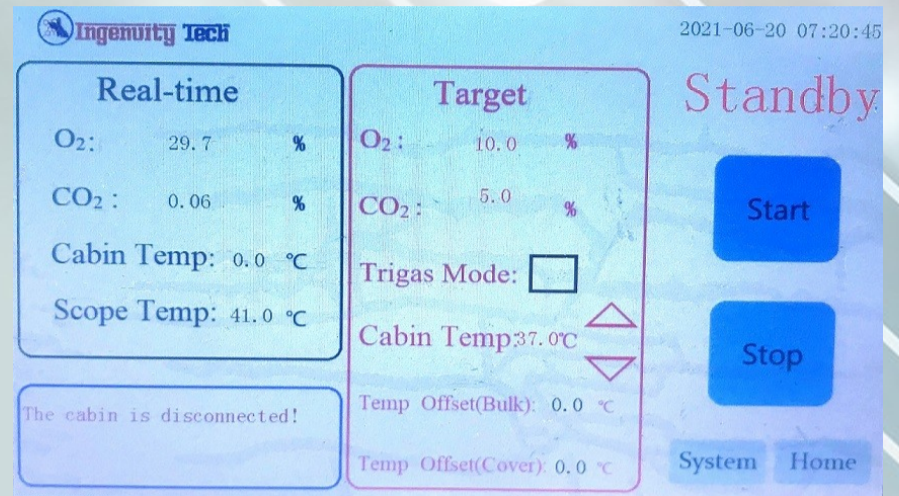 Ingenuity Tech
2021-06-20 07:20:45
Real-time
O₂: 29.7 %
CO₂: 0.06 %
Cabin Temp: 0.0 ℃
Scope Temp: 41.0 ℃
The cabin is disconnected!
Target
O₂: 10.0 %
CO₂: 5.0 %
Trigas Mode:
Cabin Temp:37.0℃
Temp Offset(Bulk): 0.0 ℃
Temp Offset(Cover): 0.0 ℃
Standby
Start
Stop
System Home